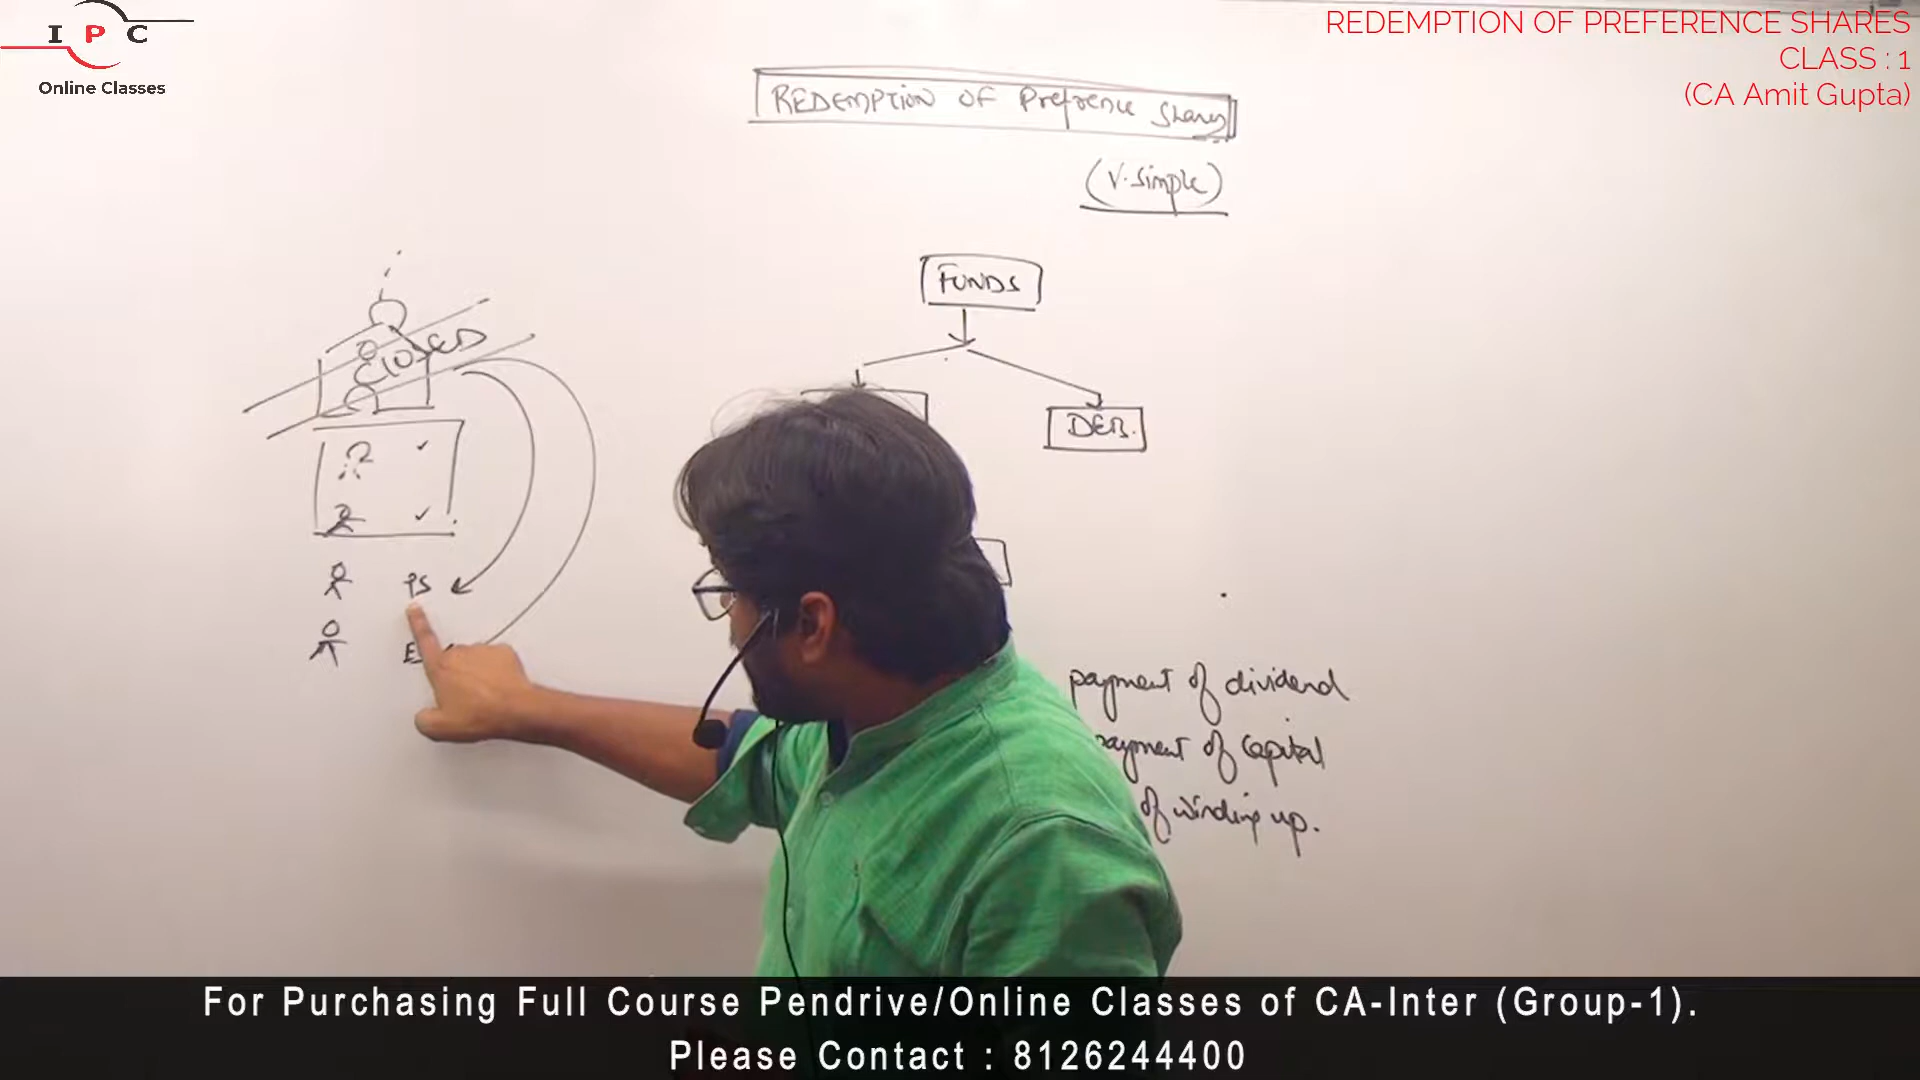 I P C
Online Classes
REDEMPTION OF PREFERENCE SHARES
CLASS : 1
(CA Amit Gupta)
REDEMPTION OF Prefrence Shares
(V. Simple)
FUNDS
DEB.
CLOSED
PS
payment of dividend
payment of Capital
of winding up.
For Purchasing Full Course Pendrive/Online Classes of CA-Inter (Group-1).
Please Contact : 8126244400